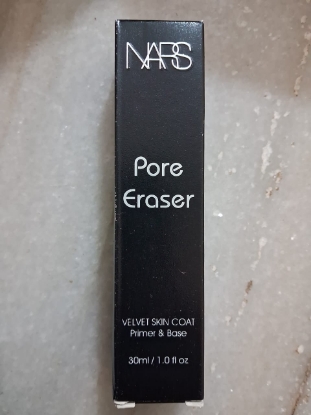 NARS
Pore
Eraser
VELVET SKIN COAT
Primer & Base
30ml / 1.0 fl oz